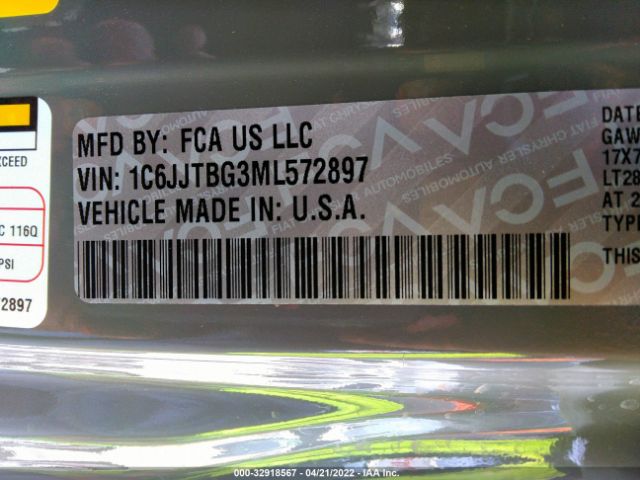 MFD BY: FCA US LLC
VIN: 1C6JJTBG3ML572897
VEHICLE MADE IN: U.S.A.
EXCEED
C 116Q
PSI
2897
DATE
GAW
17X7
LT28
AT 2
TYPE
THIS
000-32918567 - 04/21/2022 - IAA Inc.